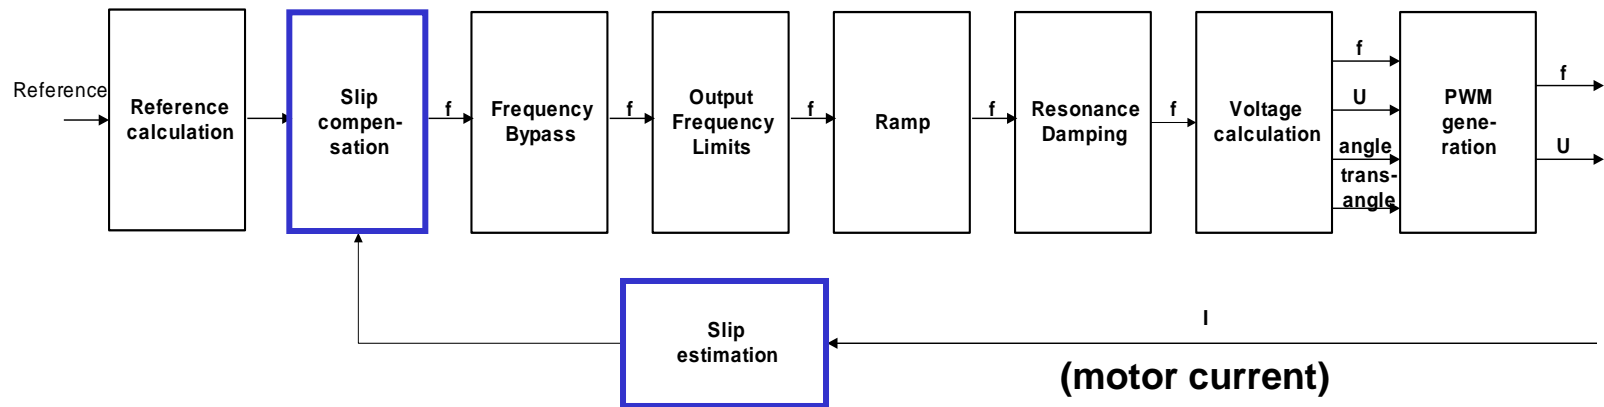 Reference
Reference
calculation
Slip
compen-
sation
f
Frequency
Bypass
f
Output
Frequency
Limits
f
Ramp
f
Resonance
Damping
f
Voltage
calculation
f
U
angle
trans-
angle
PWM
gene-
ration
f
U
Slip
estimation
I
(motor current)